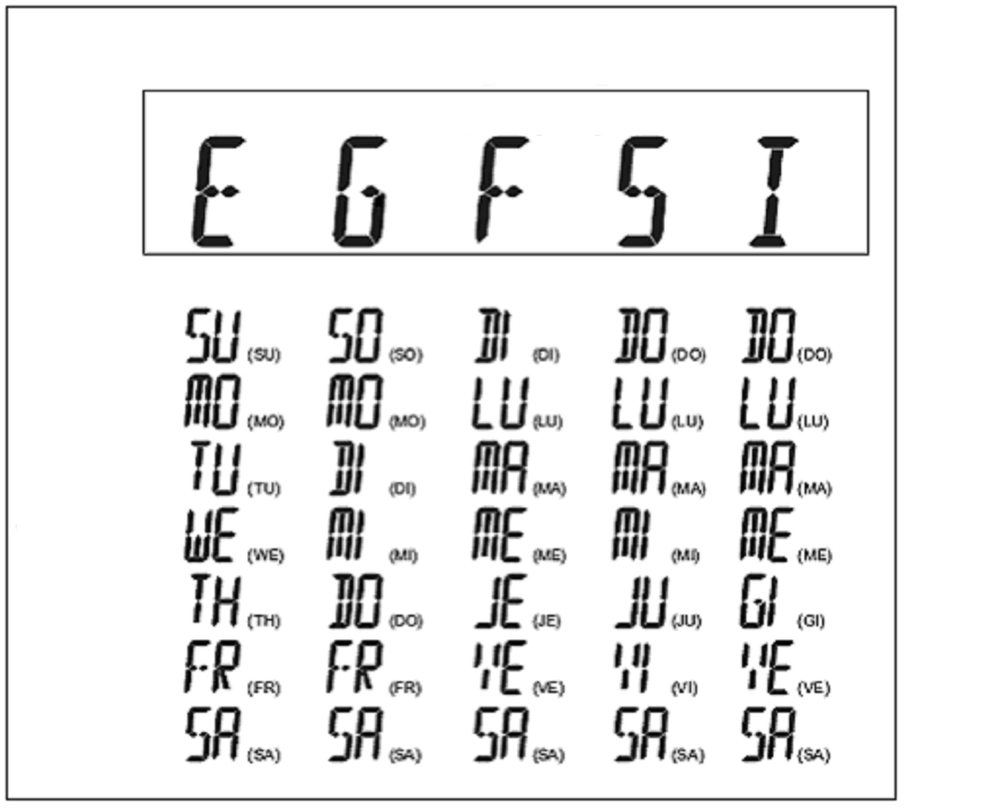 E G F S I
SU (SU) SO (SO) DI (DI) DO (DO) DO (DO)
MO (MO) MO (MO) LU (LU) LU (LU) LU (LU)
TU (TU) DI (DI) MA (MA) MA (MA) MA (MA)
WE (WE) MI (MI) ME (ME) MI (MI) ME (ME)
TH (TH) DO (DO) JE (JE) JU (JU) GI (GI)
FR (FR) FR (FR) VE (VE) VI (VI) VE (VE)
SA (SA) SA (SA) SA (SA) SA (SA) SA (SA)